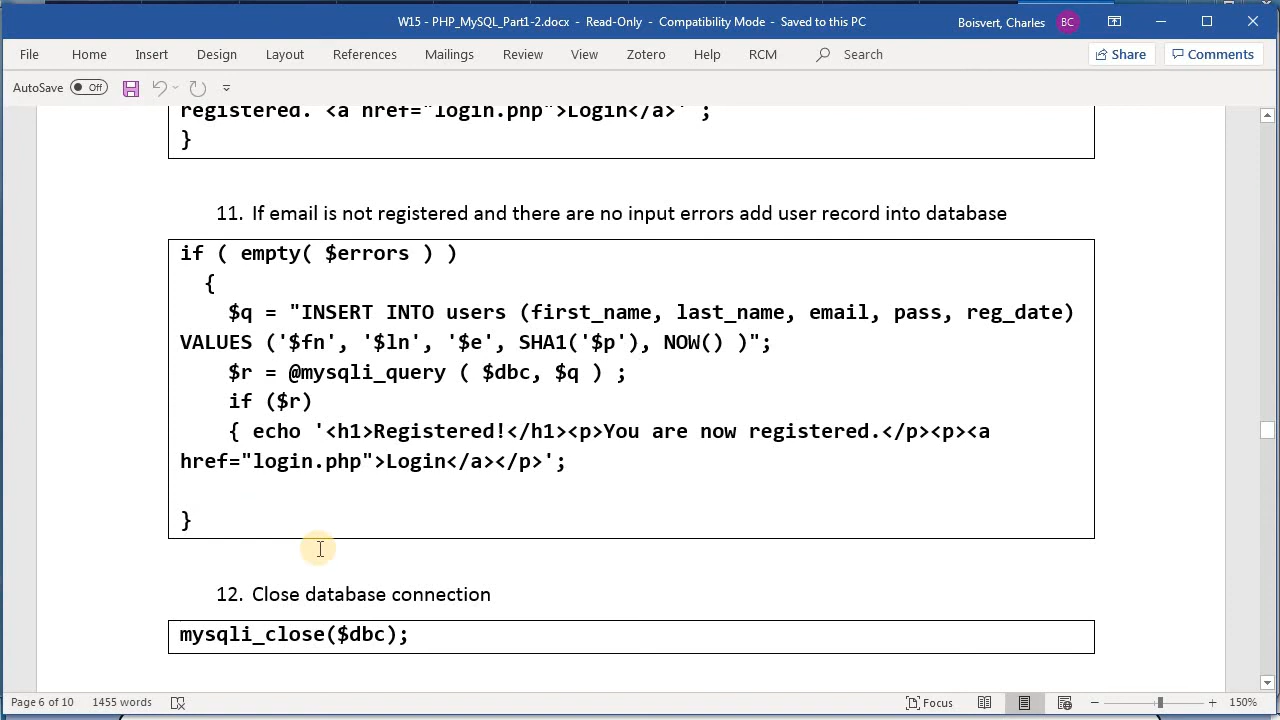 W15 - PHP_MySQL_Part1-2.docx - Read-Only - Compatibility Mode - Saved to this PC
Boisvert, Charles BC
File Home Insert Design Layout References Mailings Review View Zotero Help RCM Search Share Comments
AutoSave Off
registered. <a href="login.php">Login</a>' ;
}
11. If email is not registered and there are no input errors add user record into database
if ( empty( $errors ) )
{
$q = "INSERT INTO users (first_name, last_name, email, pass, reg_date)
VALUES ('$fn', '$ln', '$e', SHA1('$p'), NOW() )";
$r = @mysqli_query ( $dbc, $q ) ;
if ($r)
{ echo '<h1>Registered!</h1><p>You are now registered.</p><p><a
href="login.php">Login</a></p>';
}
12. Close database connection
mysqli_close($dbc);
Page 6 of 10 1455 words Focus 150%